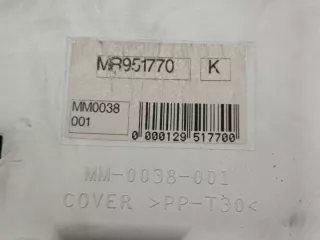 MR951770 K
MM0038
001
0 000129 517700
MM-0038-001
COVER >PP-T30<